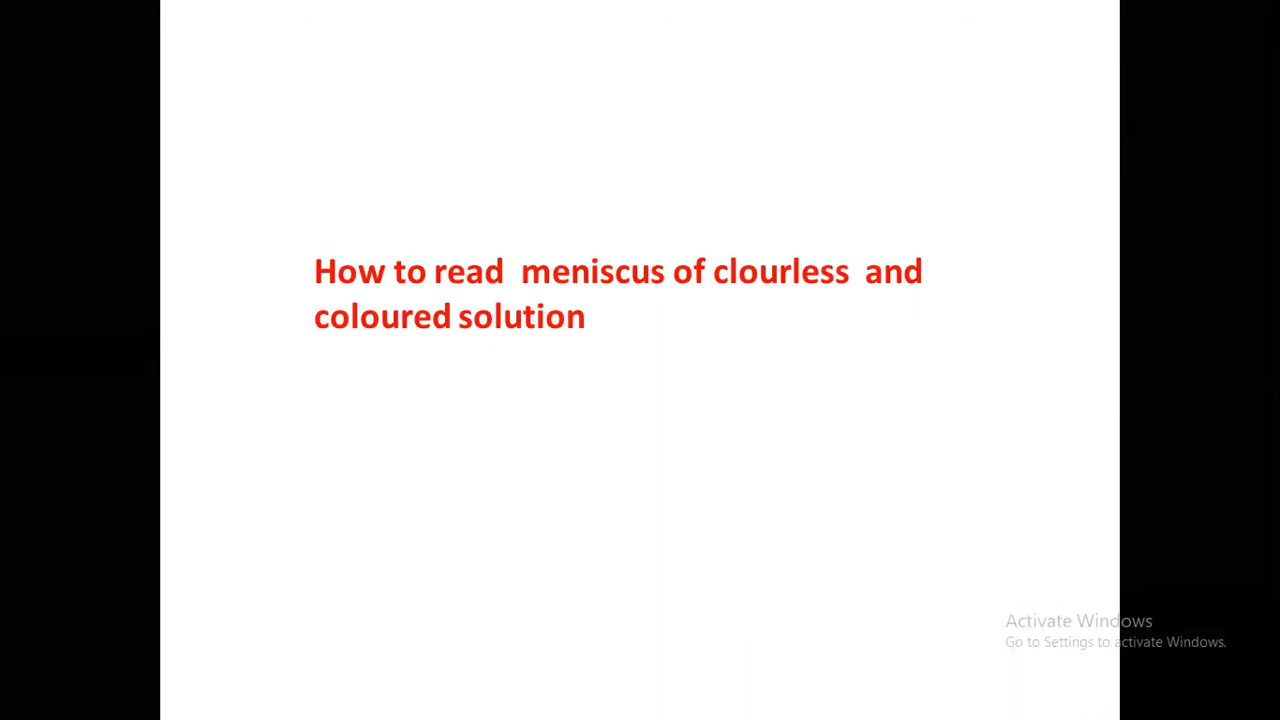 How to read  meniscus of clourless  and
coloured solution
Activate Windows
Go to Settings to activate Windows.